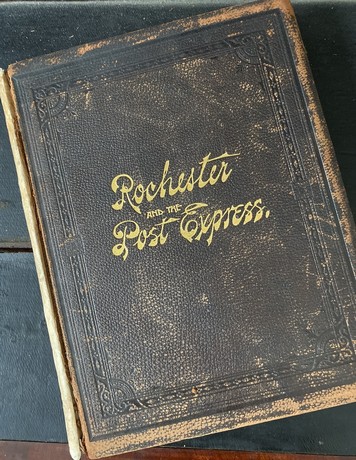 Rochester
AND THE
Post Express.